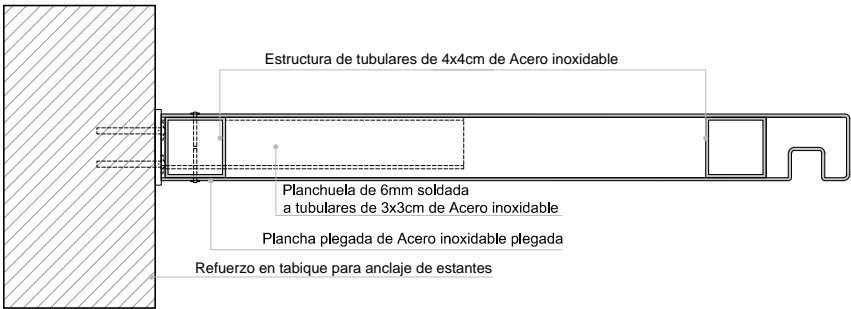 Estructura de tubulares de 4x4cm de Acero inoxidable
Planchuela de 6mm soldada
a tubulares de 3x3cm de Acero inoxidable
Plancha plegada de Acero inoxidable plegada
Refuerzo en tabique para anclaje de estantes